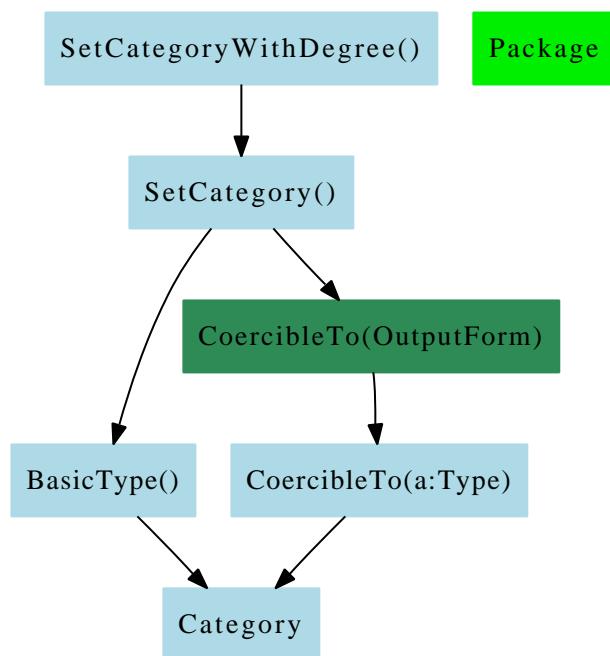 SetCategoryWithDegree()
Package
SetCategory()
CoercibleTo(OutputForm)
BasicType()
CoercibleTo(a:Type)
Category